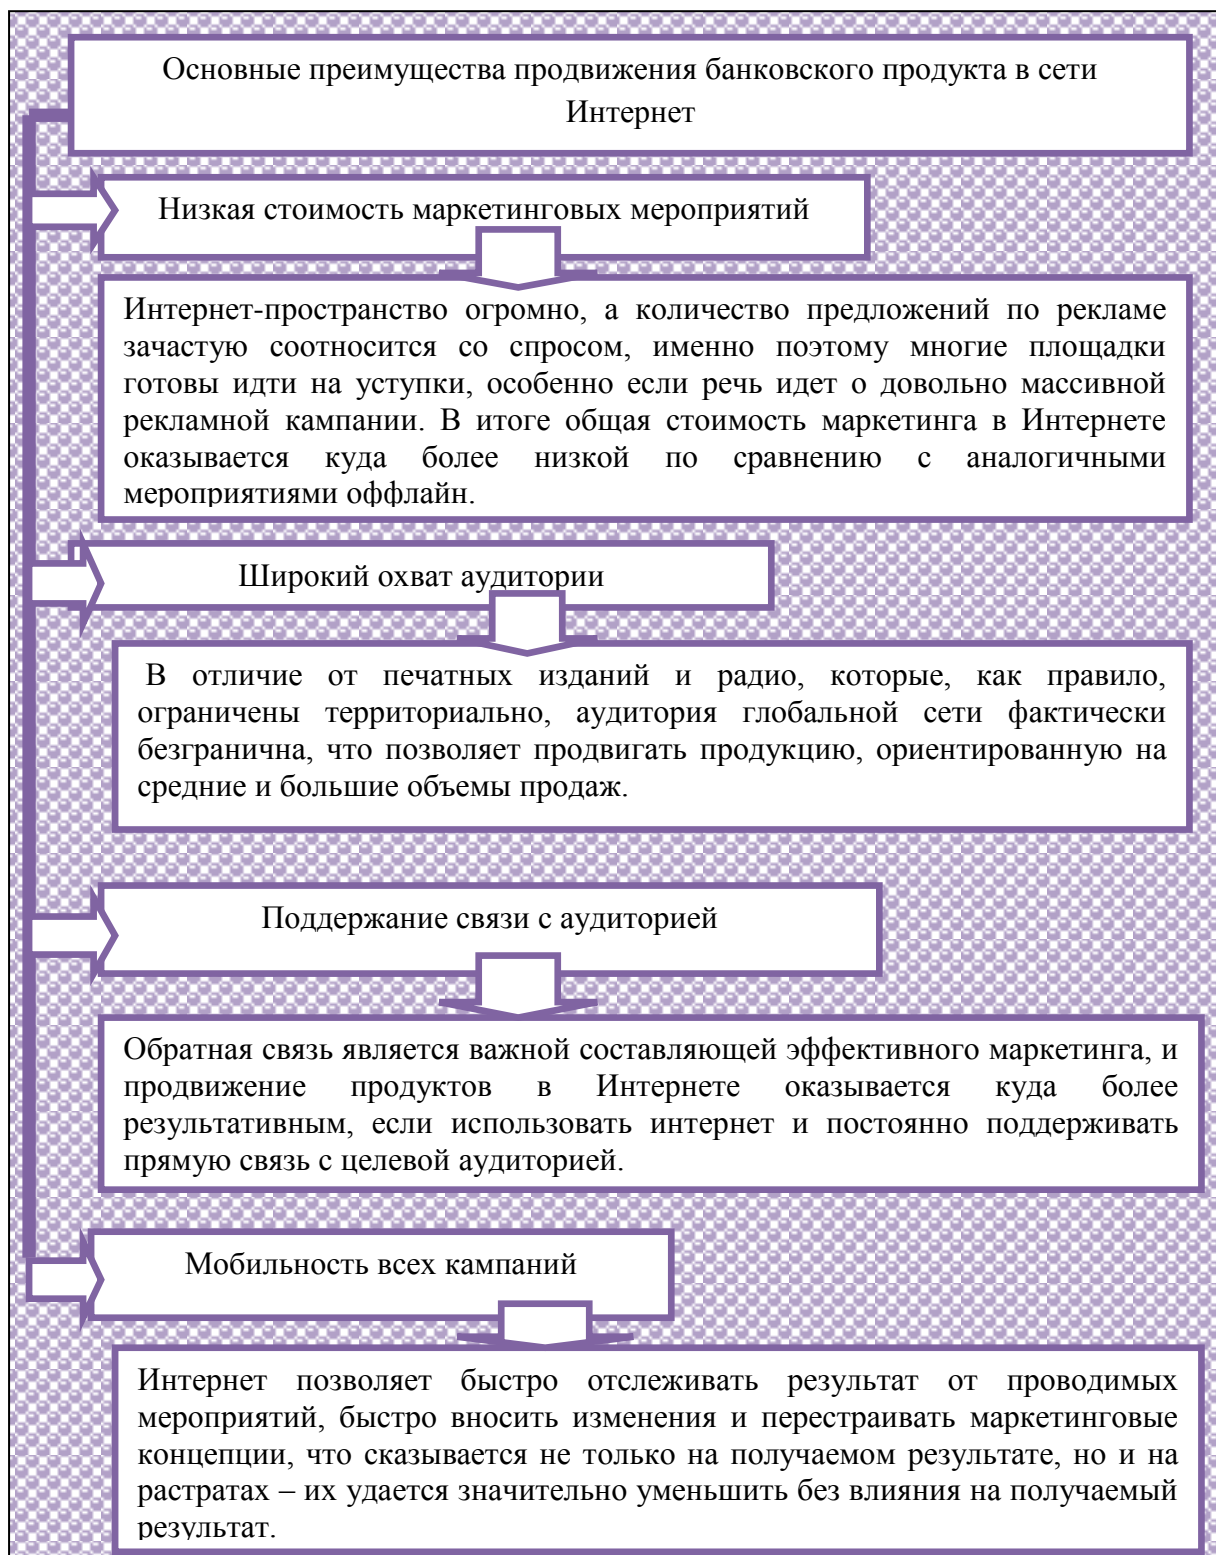 Основные преимущества продвижения банковского продукта в сети
Интернет
Низкая стоимость маркетинговых мероприятий
Интернет-пространство огромно, а количество предложений по рекламе
зачастую соотносится со спросом, именно поэтому многие площадки
готовы идти на уступки, особенно если речь идет о довольно массивной
рекламной кампании. В итоге общая стоимость маркетинга в Интернете
оказывается куда более низкой по сравнению с аналогичными
мероприятиями оффлайн.
Широкий охват аудитории
В отличие от печатных изданий и радио, которые, как правило,
ограничены территориально, аудитория глобальной сети фактически
безгранична, что позволяет продвигать продукцию, ориентированную на
средние и большие объемы продаж.
Поддержание связи с аудиторией
Обратная связь является важной составляющей эффективного маркетинга, и
продвижение продуктов в Интернете оказывается куда более
результативным, если использовать интернет и постоянно поддерживать
прямую связь с целевой аудиторией.
Мобильность всех кампаний
Интернет позволяет быстро отслеживать результат от проводимых
мероприятий, быстро вносить изменения и перестраивать маркетинговые
концепции, что сказывается не только на получаемом результате, но и на
растратах – их удается значительно уменьшить без влияния на получаемый
результат.